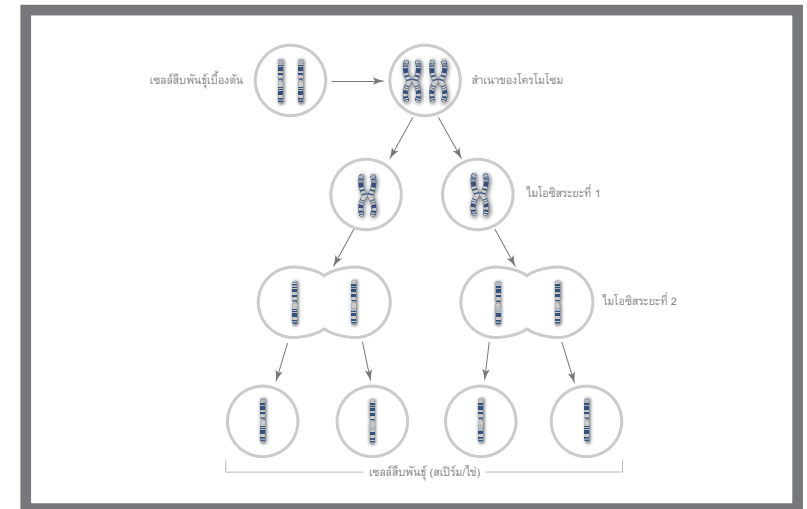 เซลล์สืบพันธุ์เบื้องต้น
สำเนาของโครโมโซม
ไมโอซิสระยะที่ 1
ไมโอซิสระยะที่ 2
เซลล์สืบพันธุ์ (สเปิร์ม/ไข่)